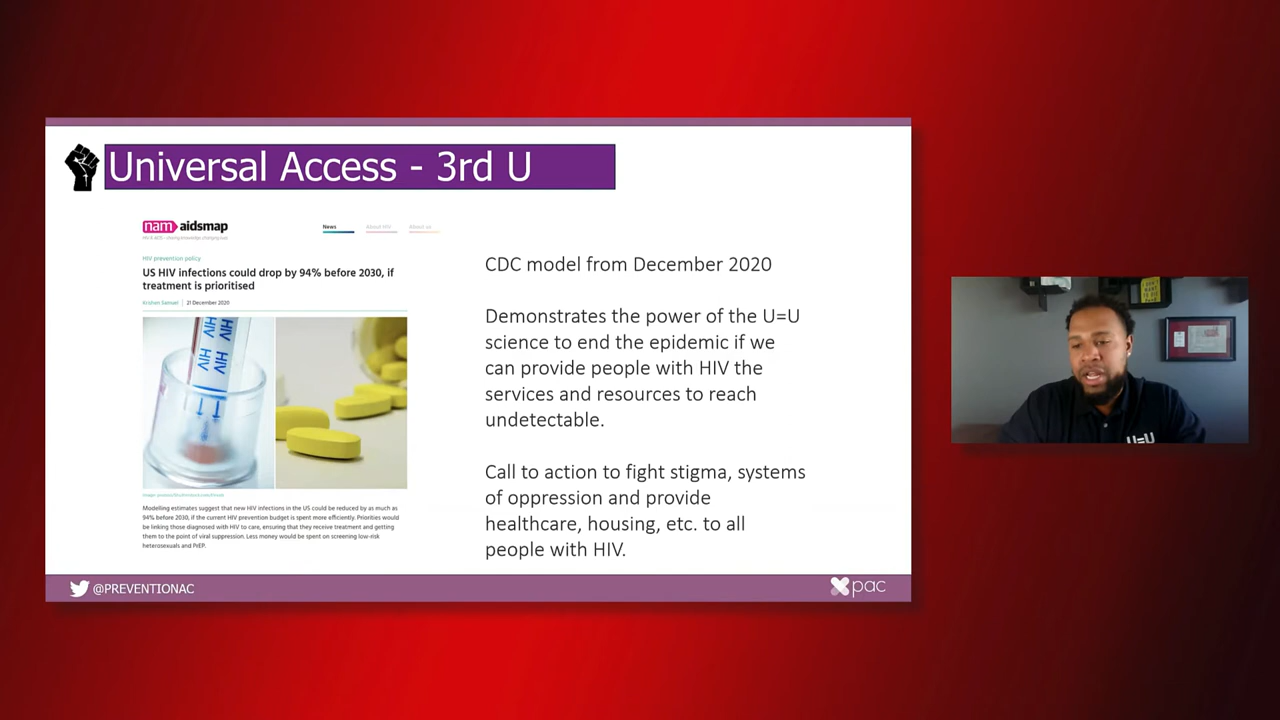 Universal Access - 3rd U
nam aidsmap
News
About HIV
About us
HIV prevention policy
US HIV infections could drop by 94% before 2030, if
treatment is prioritised
21 December 2020
Modelling estimates suggest that new HIV infections in the US could be reduced by as much as
94% before 2030, if the current HIV prevention budget is spent more efficiently. Priorities would
be linking those diagnosed with HIV to care, ensuring that they receive treatment and getting
them to the point of viral suppression. Less money would be spent on screening low-risk
heterosexuals and PrEP.
HIV HIV
HIV HIV
CDC model from December 2020
Demonstrates the power of the U=U
science to end the epidemic if we
can provide people with HIV the
services and resources to reach
undetectable.
Call to action to fight stigma, systems
of oppression and provide
healthcare, housing, etc. to all
people with HIV.
@PREVENTIONAC
pac
U=U